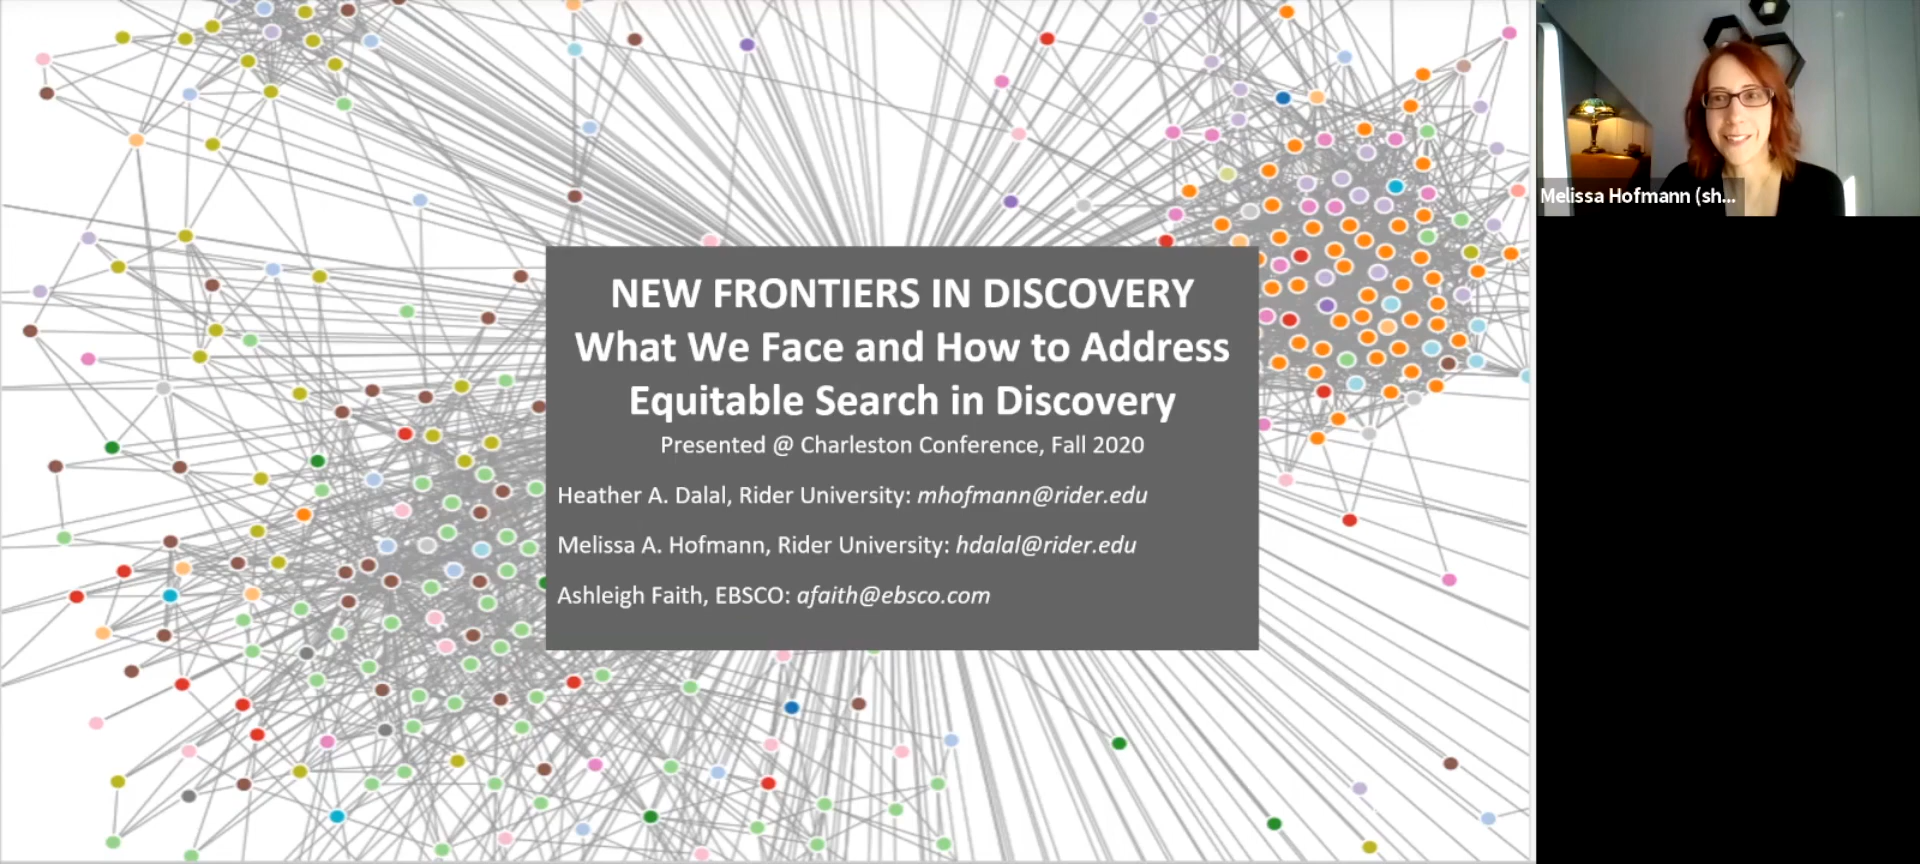 NEW FRONTIERS IN DISCOVERY
What We Face and How to Address
Equitable Search in Discovery
Presented @ Charleston Conference, Fall 2020
Heather A. Dalal, Rider University: mhofmann@rider.edu
Melissa A. Hofmann, Rider University: hdalal@rider.edu
Ashleigh Faith, EBSCO: afaith@ebsco.com
Melissa Hofmann (sh...